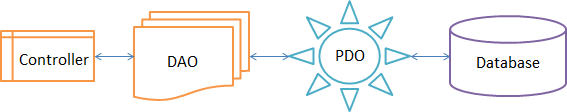 Controller
DAO
PDO
Database